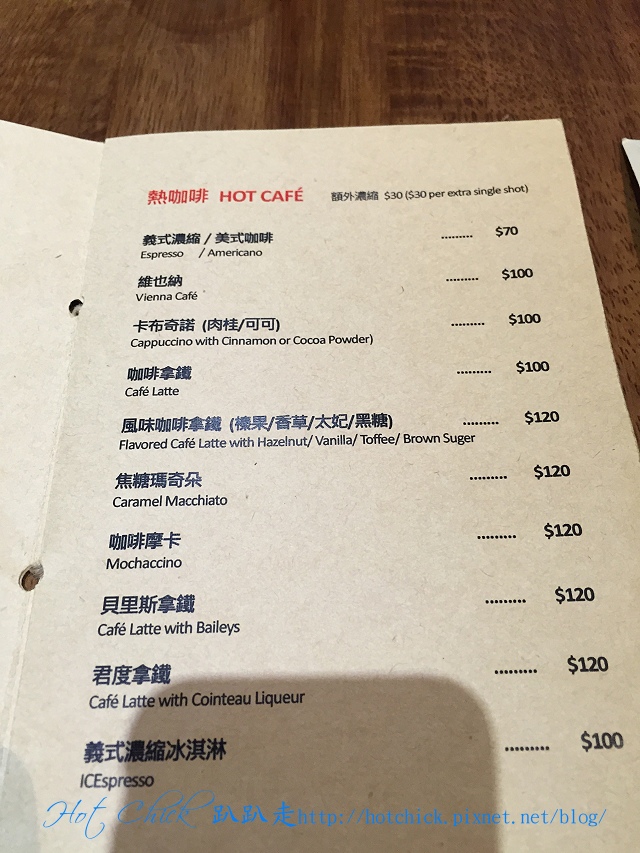 熱咖啡 HOT CAFÉ 額外濃縮 $30 ($30 per extra single shot)
義式濃縮 / 美式咖啡 ......... $70
Espresso / Americano
維也納 ......... $100
Vienna Café
卡布奇諾 (肉桂/可可) ......... $100
Cappuccino with Cinnamon or Cocoa Powder)
咖啡拿鐵 ......... $100
Café Latte
風味咖啡拿鐵 (榛果/香草/太妃/黑糖) ......... $120
Flavored Café Latte with Hazelnut/ Vanilla/ Toffee/ Brown Suger
焦糖瑪奇朵 ......... $120
Caramel Macchiato
咖啡摩卡 ......... $120
Mochaccino
貝里斯拿鐵 ......... $120
Café Latte with Baileys
君度拿鐵 ......... $120
Café Latte with Cointeau Liqueur
義式濃縮冰淇淋 ......... $100
ICEspresso
Hot Chick 趴趴走http://hotchick.pixnet.net/blog/